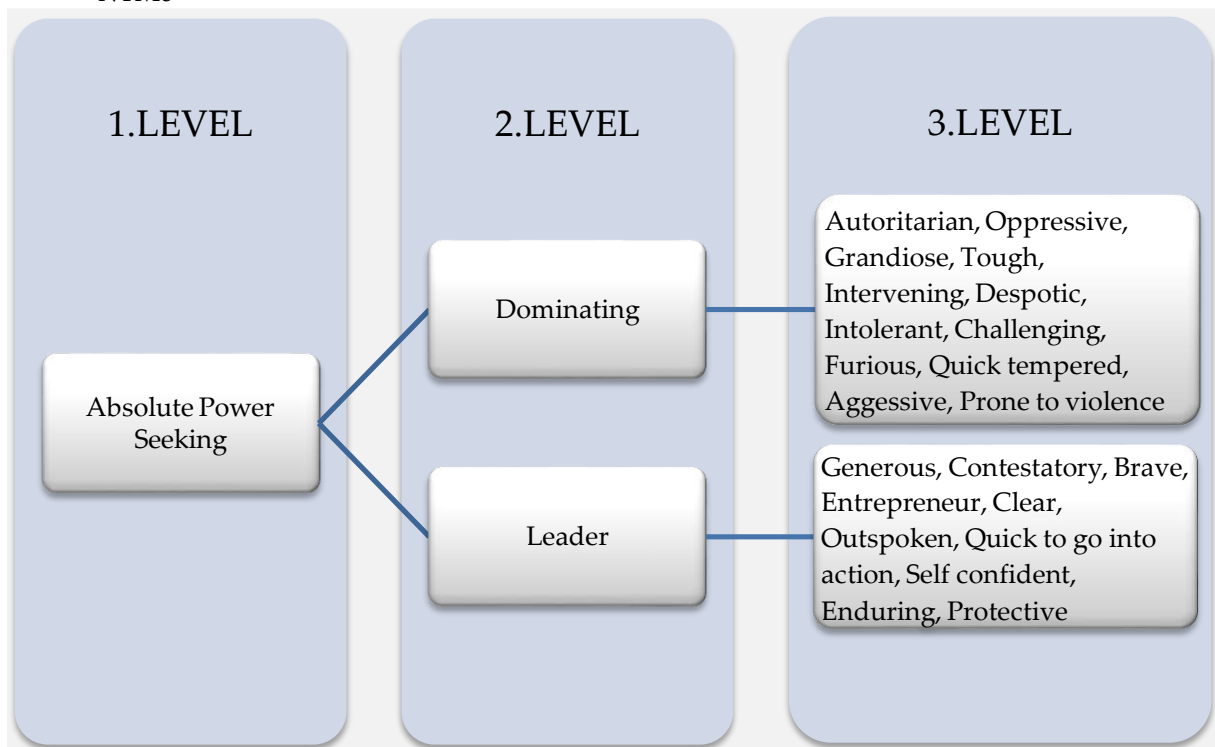 1.LEVEL
2.LEVEL
3.LEVEL
Absolute Power
Seeking
Dominating
Leader
Autoritarian, Oppressive,
Grandiose, Tough,
Intervening, Despotic,
Intolerant, Challenging,
Furious, Quick tempered,
Aggessive, Prone to violence
Generous, Contestatory, Brave,
Entrepreneur, Clear,
Outspoken, Quick to go into
action, Self confident,
Enduring, Protective